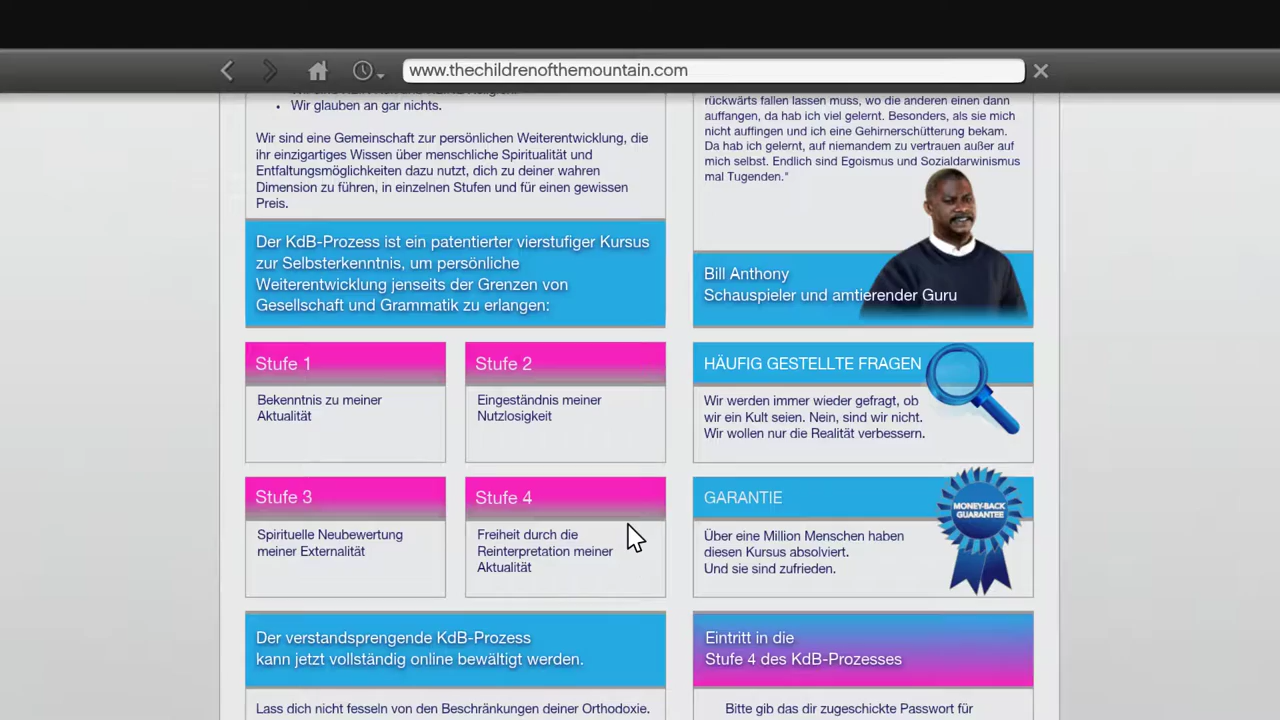 www.thechildrenofthemountain.com
• Wir glauben an gar nichts.
Wir sind eine Gemeinschaft zur persönlichen Weiterentwicklung, die
ihr einzigartiges Wissen über menschliche Spiritualität und
Entfaltungsmöglichkeiten dazu nutzt, dich zu deiner wahren
Dimension zu führen, in einzelnen Stufen und für einen gewissen
Preis.
Der KdB-Prozess ist ein patentierter vierstufiger Kursus
zur Selbsterkenntnis, um persönliche
Weiterentwicklung jenseits der Grenzen von
Gesellschaft und Grammatik zu erlangen:
Stufe 1
Bekenntnis zu meiner
Aktualität
Stufe 2
Eingeständnis meiner
Nutzlosigkeit
Stufe 3
Spirituelle Neubewertung
meiner Externalität
Stufe 4
Freiheit durch die
Reinterpretation meiner
Aktualität
Der verstandsprengende KdB-Prozess
kann jetzt vollständig online bewältigt werden.
Lass dich nicht fesseln von den Beschränkungen deiner Orthodoxie.
rückwärts fallen lassen muss, wo die anderen einen dann
auffangen, da hab ich viel gelernt. Besonders, als sie mich
nicht auffingen und ich eine Gehirnerschütterung bekam.
Da hab ich gelernt, auf niemandem zu vertrauen außer auf
mich selbst. Endlich sind Egoismus und Sozialdarwinismus
mal Tugenden."
Bill Anthony
Schauspieler und amtierender Guru
HÄUFIG GESTELLTE FRAGEN
Wir werden immer wieder gefragt, ob
wir ein Kult seien. Nein, sind wir nicht.
Wir wollen nur die Realität verbessern.
GARANTIE
MONEY-BACK
GUARANTEE
Über eine Million Menschen haben
diesen Kursus absolviert.
Und sie sind zufrieden.
Eintritt in die
Stufe 4 des KdB-Prozesses
Bitte gib das dir zugeschickte Passwort für